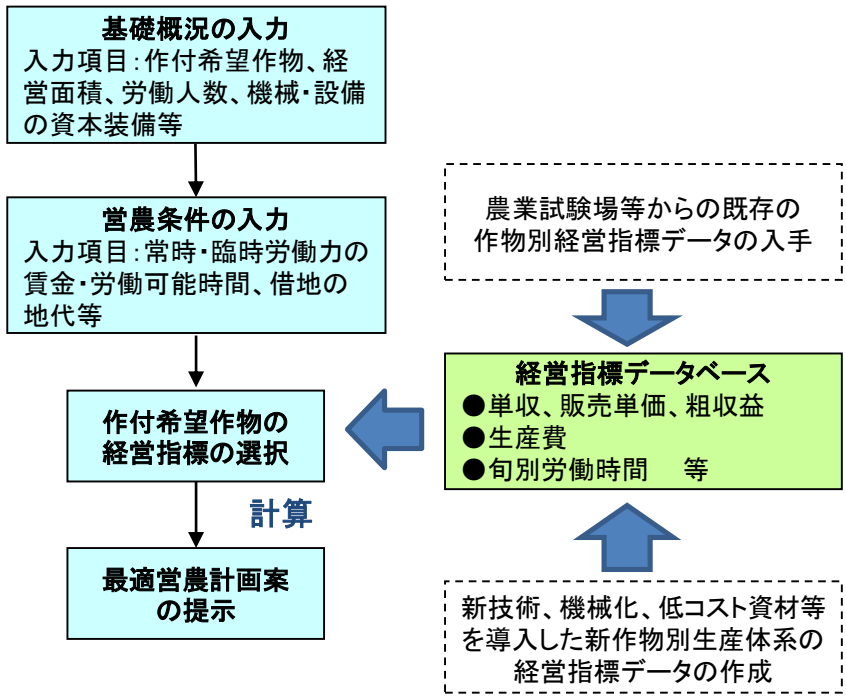 基礎概況の入力
入力項目：作付希望作物、経
営面積、労働人数、機械・設備
の資本装備等
営農条件の入力
入力項目：常時・臨時労働力の
賃金・労働可能時間、借地の
地代等
作付希望作物の
経営指標の選択
計算
最適営農計画案
の提示
農業試験場等からの既存の
作物別経営指標データの入手
経営指標データベース
●単収、販売単価、粗収益
●生産費
●旬別労働時間　等
新技術、機械化、低コスト資材等
を導入した新作物別生産体系の
経営指標データの作成